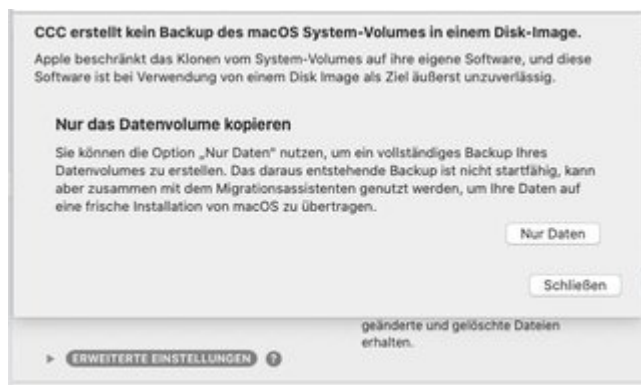 CCC erstellt kein Backup des macOS System-Volumes in einem Disk-Image.
Apple beschränkt das Klonen vom System-Volumes auf ihre eigene Software, und diese
Software ist bei Verwendung von einem Disk Image als Ziel äußerst unzuverlässig.
Nur das Datenvolume kopieren
Sie können die Option „Nur Daten" nutzen, um ein vollständiges Backup Ihres
Datenvolumes zu erstellen. Das daraus entstehende Backup ist nicht startfähig, kann
aber zusammen mit dem Migrationsassistenten genutzt werden, um Ihre Daten auf
eine frische Installation von macOS zu übertragen.
Nur Daten
Schließen
geänderte und gelöschte Dateien
erhalten.
ERWEITERTE EINSTELLUNGEN ?